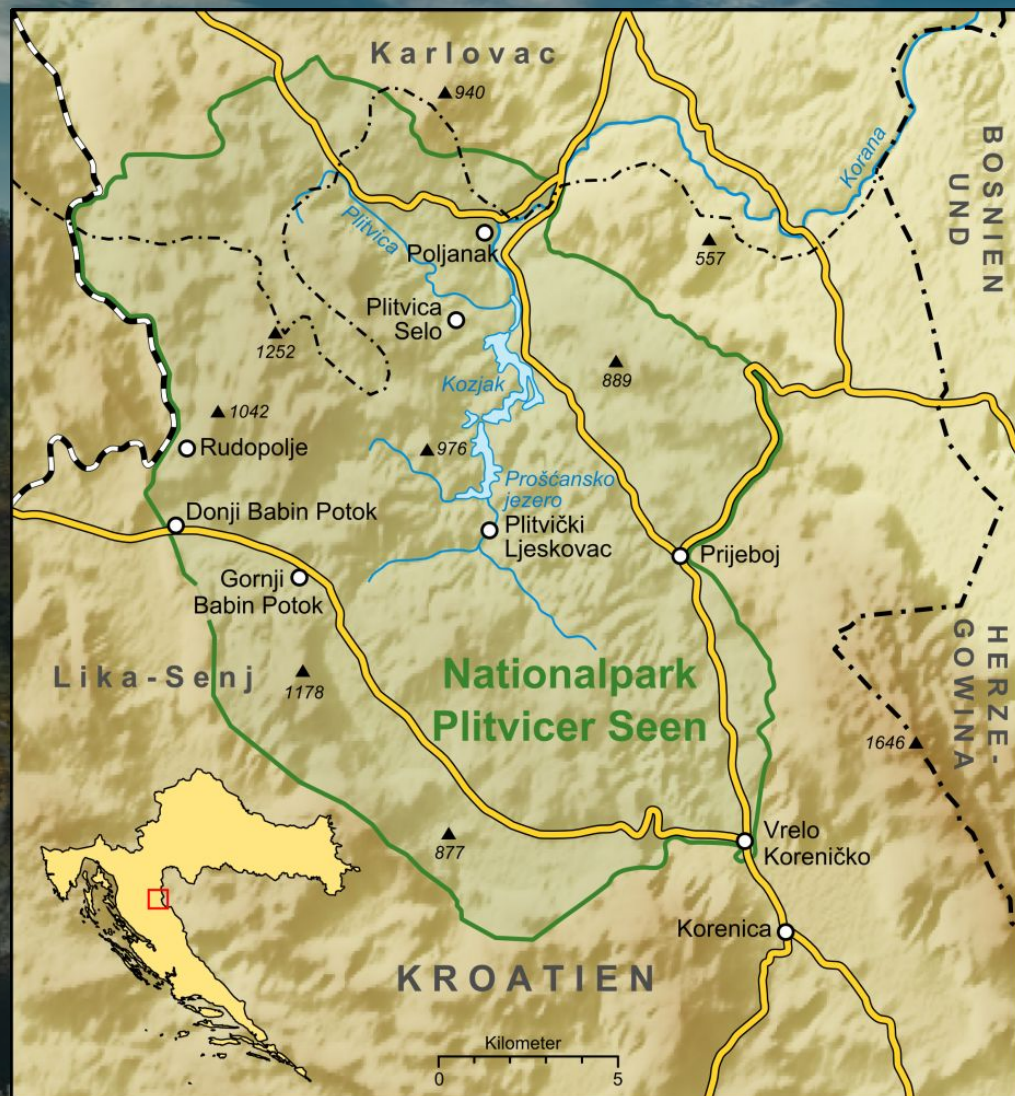 Karlovac
940
Korana
BOSNIEN
UND
Plitvica
Poljanak
557
Plitvica
Selo
1252
889
Kozjak
1042
976
Rudopolje
Prošćansko
jezero
Donji Babin Potok
Plitvički
Ljeskovac
Prijeboj
Gornji
Babin Potok
HERZE-
GOWINA
Lika-Senj
1178
Nationalpark
Plitvicer Seen
1646
877
Vrelo
Koreničko
Korenica
KROATIEN
Kilometer
0 5